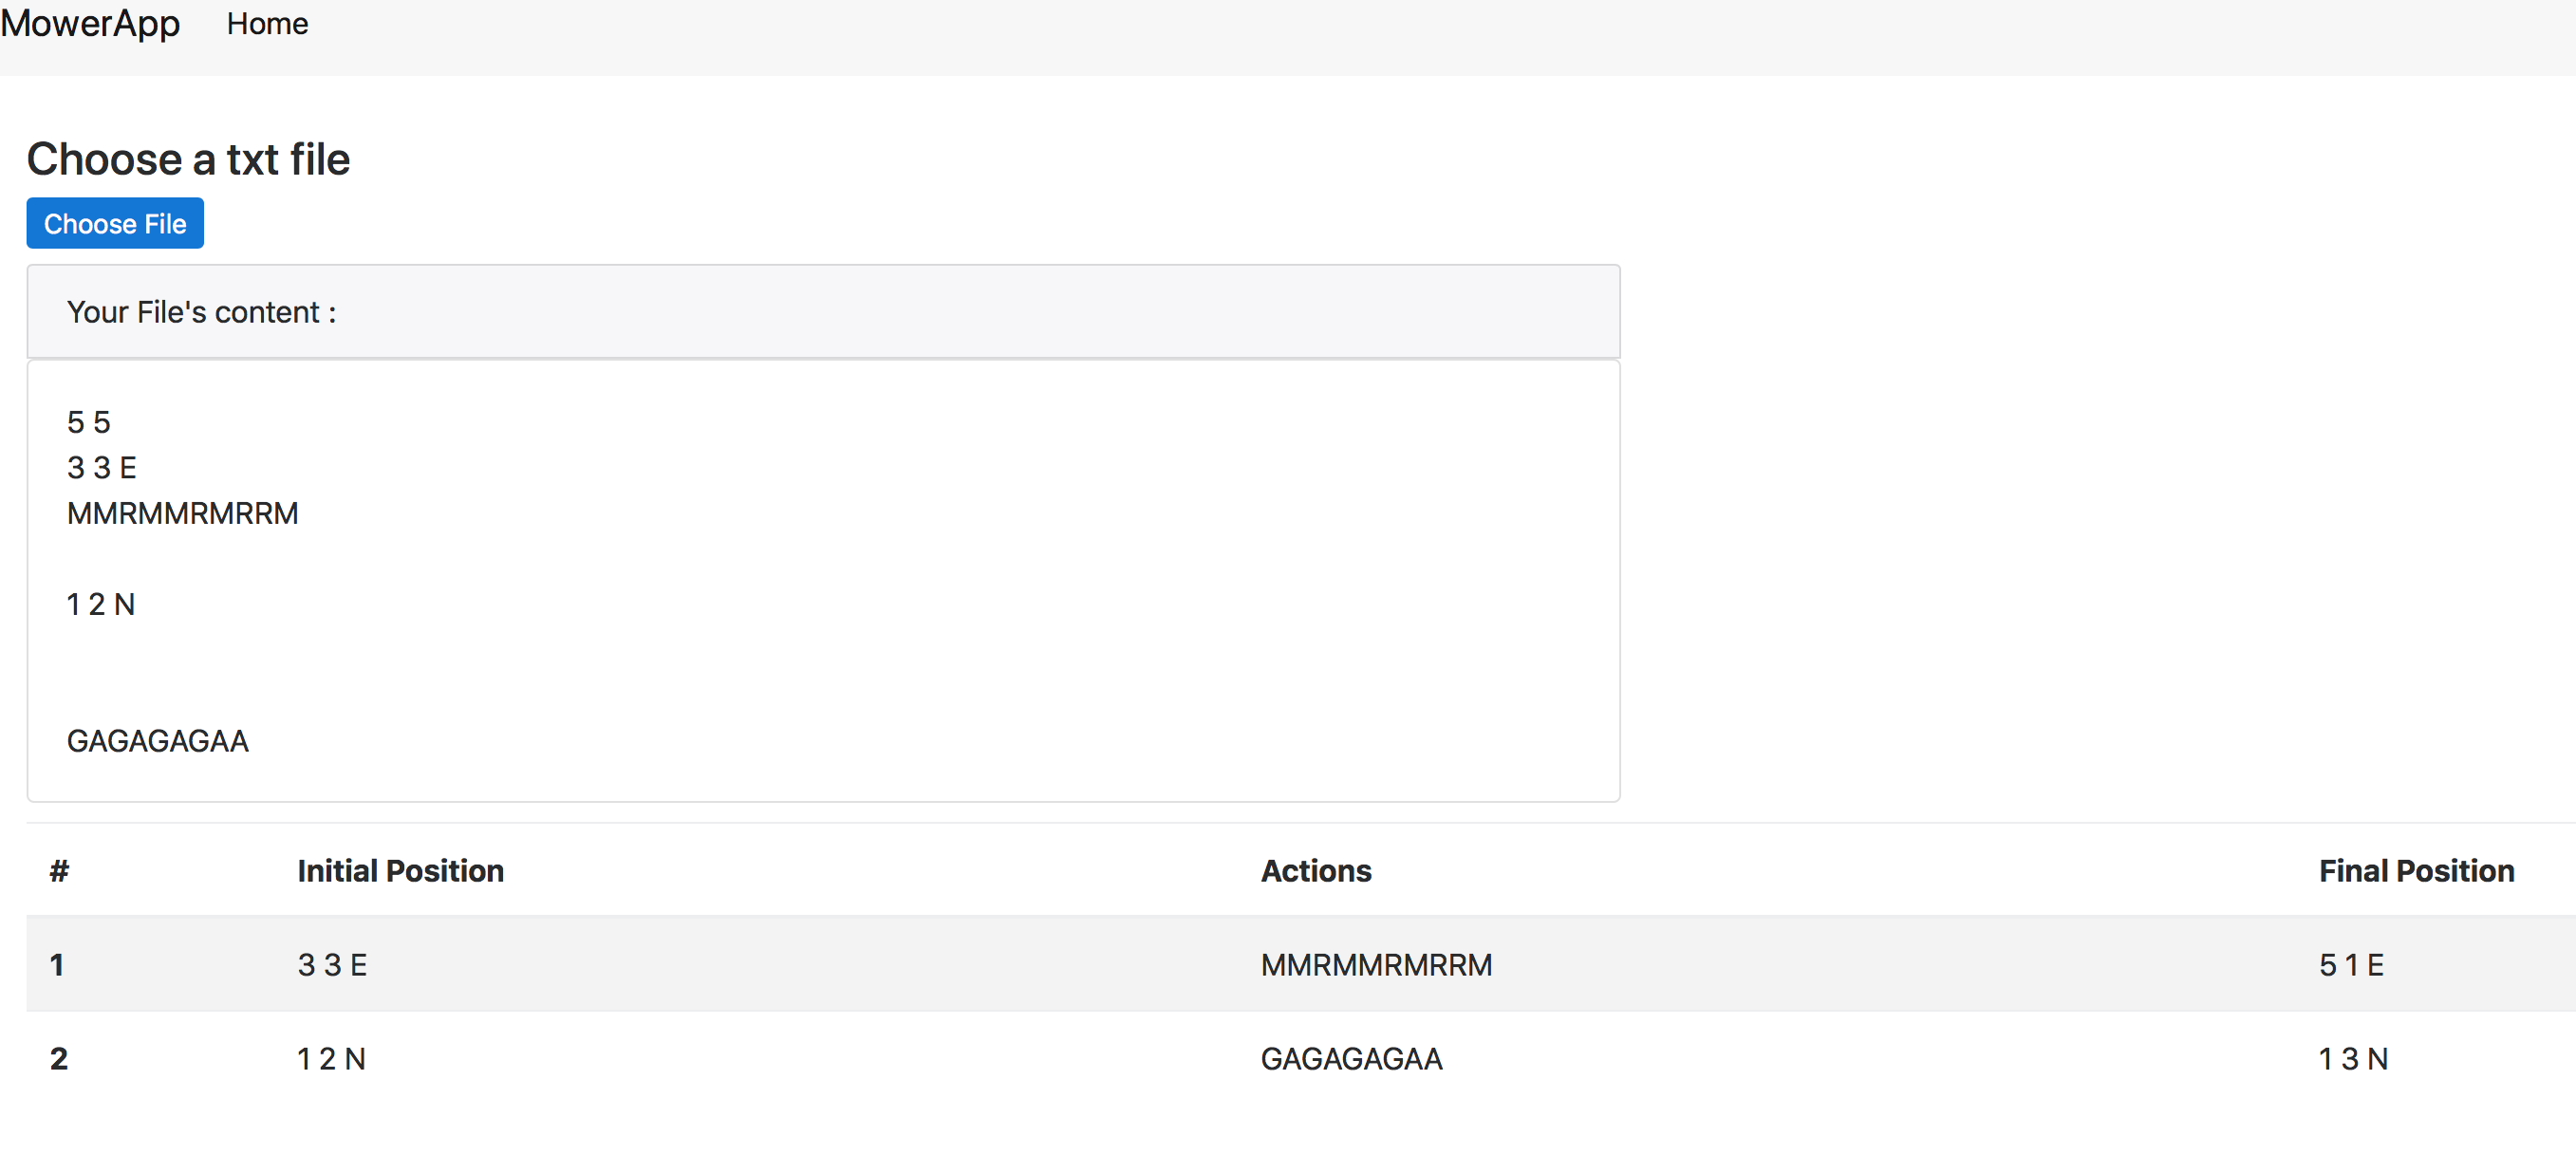 MowerApp Home
Choose a txt file
Choose File
Your File's content :
5 5
3 3 E
MMRMMRMRRM
1 2 N
GAGAGAGAA
# Initial Position Actions Final Position
1 3 3 E MMRMMRMRRM 5 1 E
2 1 2 N GAGAGAGAA 1 3 N